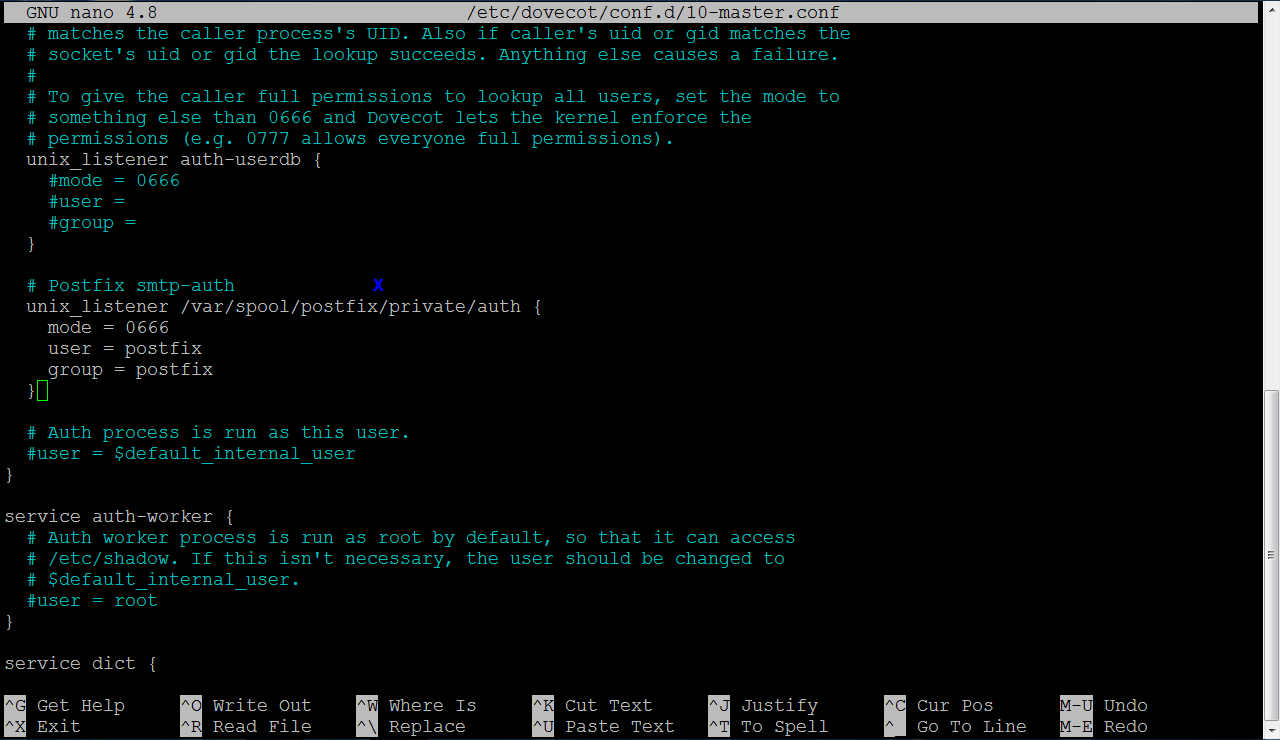 GNU nano 4.8 /etc/dovecot/conf.d/10-master.conf
# matches the caller process's UID. Also if caller's uid or gid matches the
# socket's uid or gid the lookup succeeds. Anything else causes a failure.
#
# To give the caller full permissions to lookup all users, set the mode to
# something else than 0666 and Dovecot lets the kernel enforce the
# permissions (e.g. 0777 allows everyone full permissions).
unix_listener auth-userdb {
#mode = 0666
#user =
#group =
}
# Postfix smtp-auth X
unix_listener /var/spool/postfix/private/auth {
mode = 0666
user = postfix
group = postfix
}
# Auth process is run as this user.
#user = $default_internal_user
}
service auth-worker {
# Auth worker process is run as root by default, so that it can access
# /etc/shadow. If this isn't necessary, the user should be changed to
# $default_internal_user.
#user = root
}
service dict {
^G Get Help ^O Write Out ^W Where Is ^K Cut Text ^J Justify ^C Cur Pos M-U Undo
^X Exit ^R Read File ^\ Replace ^U Paste Text ^T To Spell ^_ Go To Line M-E Redo